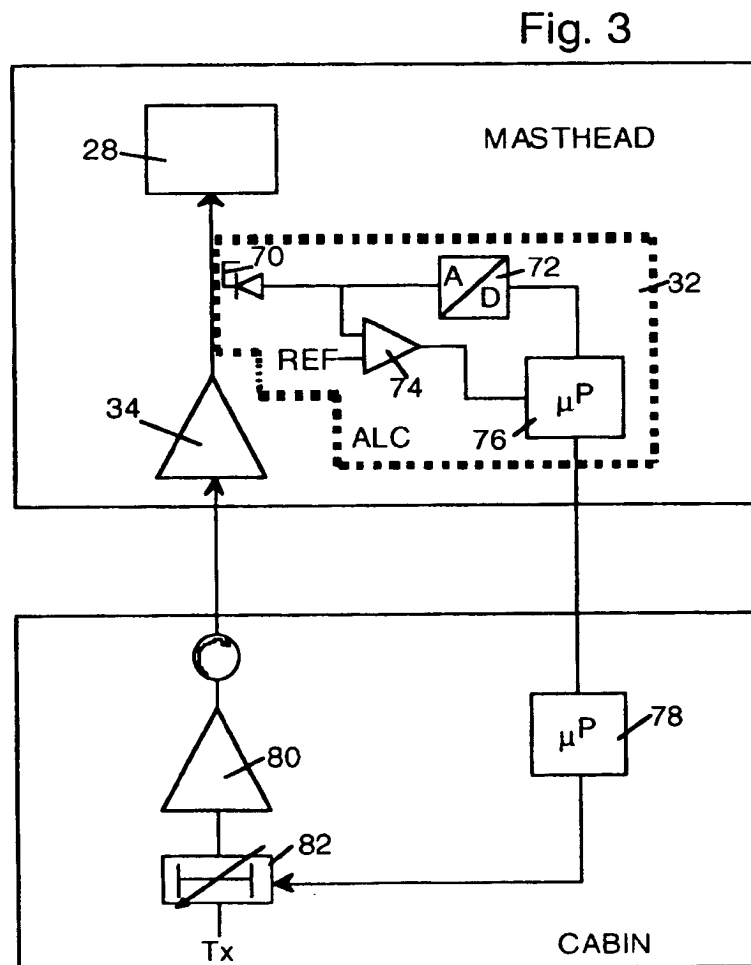 Fig. 3
MASTHEAD
28
70
A
D
72
32
REF
74
34
ALC
76
μP
μP
78
80
82
Tx
CABIN